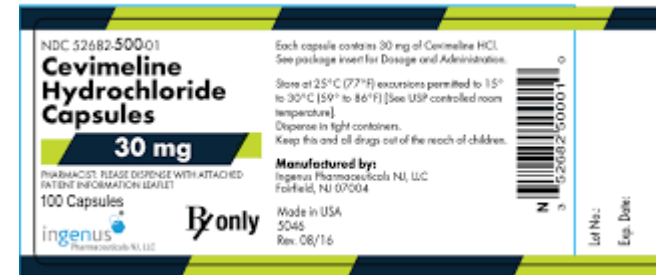 NDC 52682-500-01
Cevimeline
Hydrochloride
Capsules
30 mg
PHARMACIST: PLEASE DISPENSE WITH ATTACHED
PATIENT INFORMATION LEAFLET
100 Capsules
ingenus
Pharmaceuticals NJ, LLC
Rx only
Each capsule contains 30 mg of Cevimeline HCl.
See package insert for Dosage and Administration.
Store at 25°C (77°F) excursions permitted to 15°
to 30°C (59° to 86°F) [See USP controlled room
temperature].
Dispense in tight containers.
Keep this and all drugs out of the reach of children.
Manufactured by:
Ingenus Pharmaceuticals NJ, LLC
Fairfield, NJ 07004
Made in USA
5046
Rev. 08/16
N 3 52682 50001 0
Lot No.:
Exp. Date: